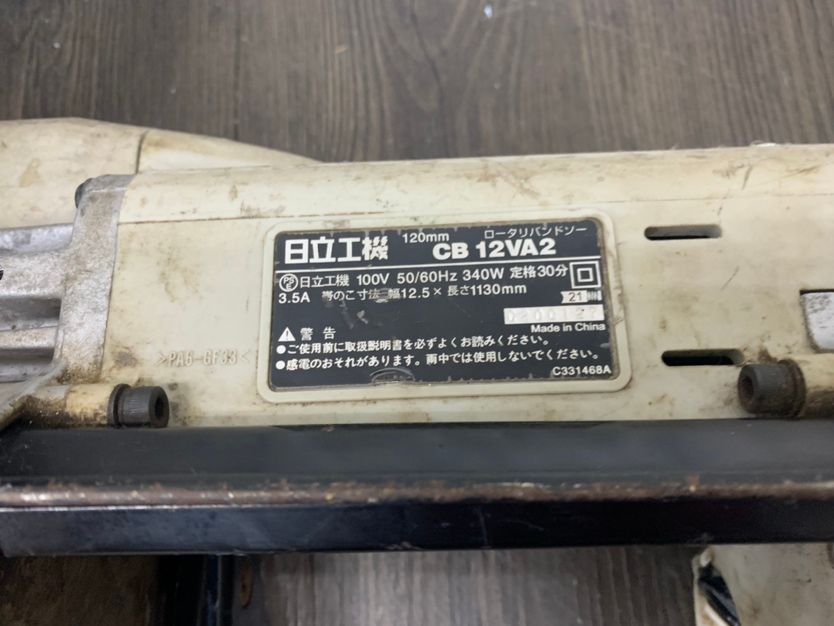 日立工機 120mm ロータリバンドソー
CB 12VA2
PS E 日立工機 100V 50/60Hz 340W 定格30分
3.5A 帯のこ寸法 幅12.5×長さ1130mm
21
Made in China
⚠ 警告
●ご使用前に取扱説明書を必ずよくお読みください。
●感電のおそれがあります。雨中では使用しないでください。
C331468A
>PA6-GF33<